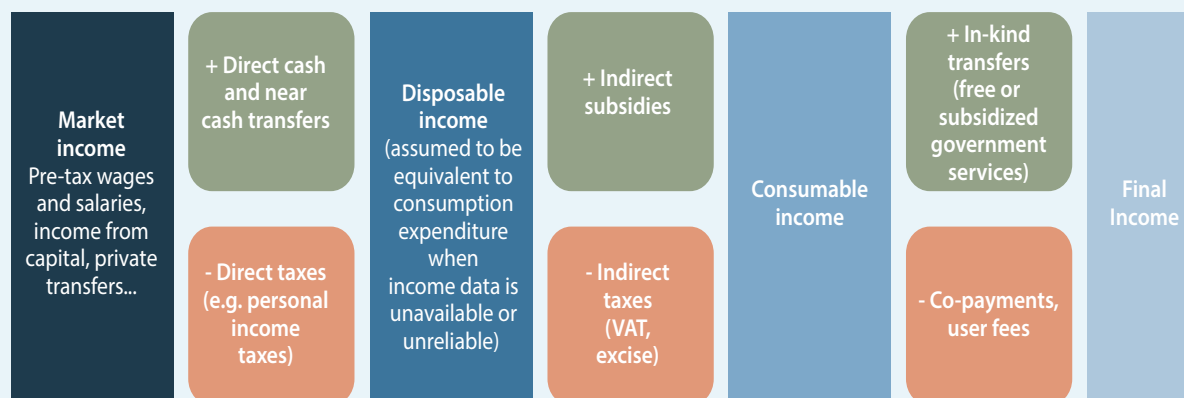 Market
income
Pre-tax wages
and salaries,
income from
capital, private
transfers...
+ Direct cash
and near
cash transfers
- Direct taxes
(e.g. personal
income
taxes)
Disposable
income
(assumed to be
equivalent to
consumption
expenditure
when
income data is
unavailable or
unreliable)
+ Indirect
subsidies
- Indirect
taxes
(VAT,
excise)
Consumable
income
+ In-kind
transfers
(free or
subsidized
government
services)
- Co-payments,
user fees
Final
Income